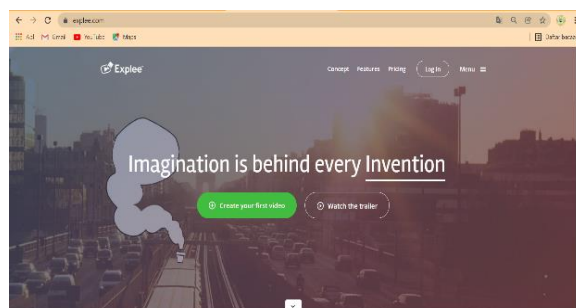 explee.com
Gmail
YouTube
Maps
Explee
Concept
Features
Pricing
Log In
Menu
Imagination is behind every Invention
Create your first video
Watch the trailer